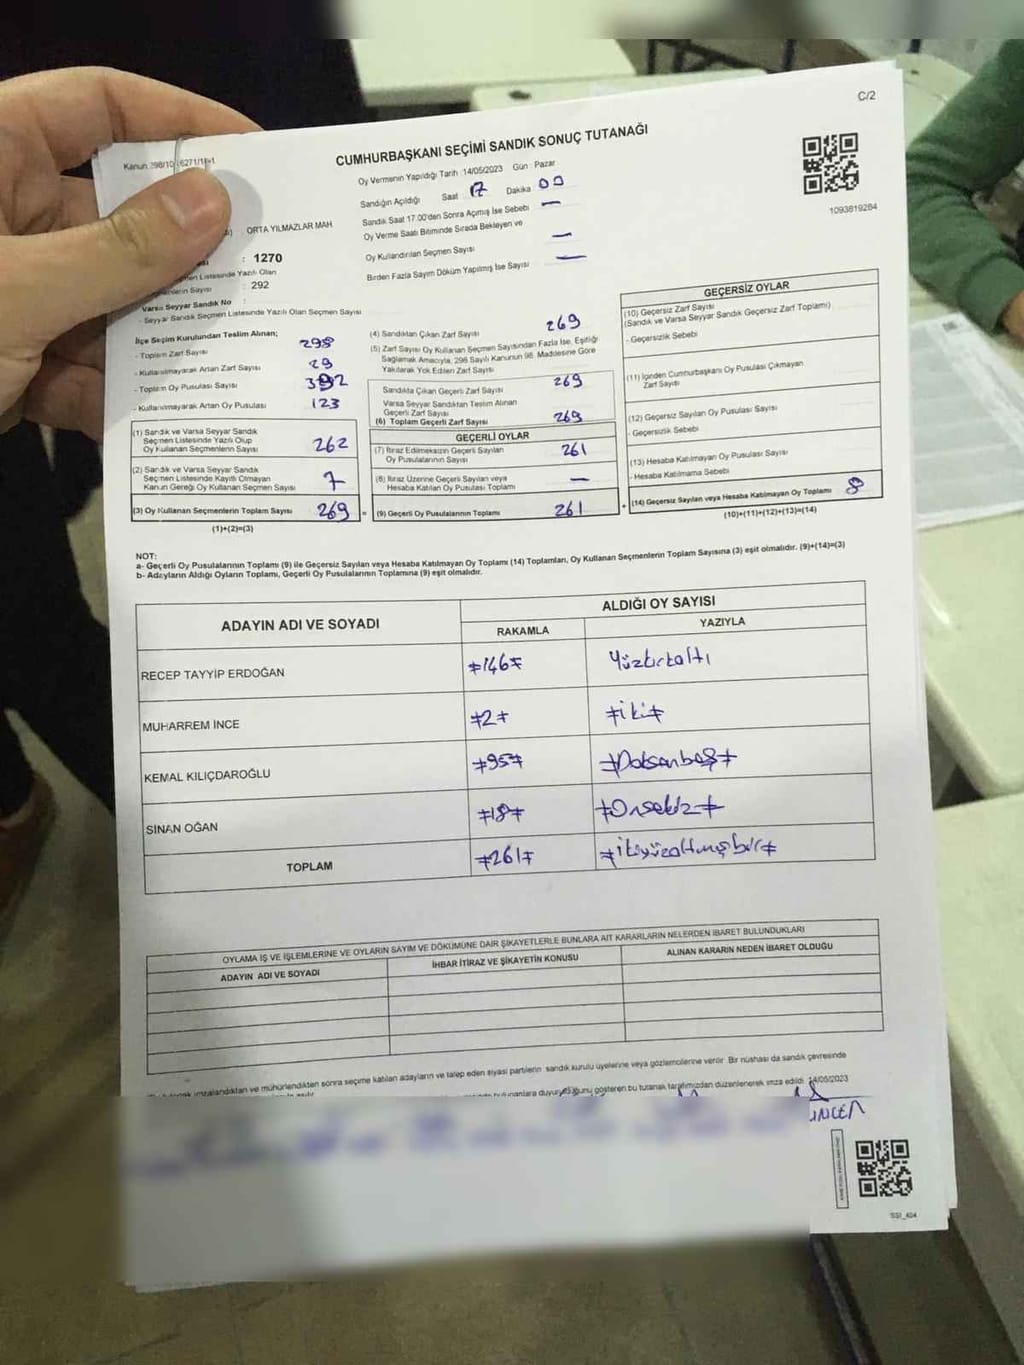 C/2
Kanun 298/10
6271/1
CUMHURBAŞKANI SEÇİMİ SANDIK SONUÇ TUTANAĞI
Oy Vermenin Yapıldığı Tarih :14/05/2023 Gün : Pazar
Sandığın Açıldığı Saat 17 Dakika 00
Sandık Saat 17:00'den Sonra Açımış İse Sebebi —
Oy Verme Saati Bitiminde Sırada Bekleyen ve
Oy Kullandırılan Seçmen Sayısı —
Birden Fazla Sayım Döküm Yapılmış İse Sayısı —
1093819284
ORTA YILMAZLAR MAH
: 1270
Listesinde Yazılı Olan
Sayısı : 292
Varsa Seyyar Sandık No :
- Seyyar Sandık Seçmen Listesinde Yazılı Olan Seçmen Sayısı
İlçe Seçim Kurulundan Teslim Alınan;
- Toplam Zarf Sayısı 298
- Kullanılmayarak Artan Zarf Sayısı 29
- Toplam Oy Pusulası Sayısı 392
- Kullanılmayarak Artan Oy Pusulası 123
(1) Sandık ve Varsa Seyyar Sandık
Seçmen Listesinde Yazılı Olup
Oy Kullanan Seçmenlerin Sayısı 262
(2) Sandık ve Varsa Seyyar Sandık
Seçmen Listesinde Kayıtlı Olmayan
Kanun Gereği Oy Kullanan Seçmen Sayısı 7
(3) Oy Kullanan Seçmenlerin Toplam Sayısı 269 =
(1)+(2)=(3)
(4) Sandıktan Çıkan Zarf Sayısı 269
(5) Zarf Sayısı Oy Kullanan Seçmen Sayısından Fazla İse, Eşitliği
Sağlamak Amacıyla, 298 Sayılı Kanunun 98. Maddesine Göre
Yakılarak Yok Edilen Zarf Sayısı
Sandıkta Çıkan Geçerli Zarf Sayısı 269
Varsa Seyyar Sandıktan Teslim Alınan
Geçerli Zarf Sayısı
(6) Toplam Geçerli Zarf Sayısı 269
GEÇERLİ OYLAR
(7) İtiraz Edilmeksizin Geçerli Sayılan
Oy Pusulalarının Sayısı 261
(8) İtiraz Üzerine Geçerli Sayılan veya
Hesaba Katılan Oy Pusulası Toplamı —
(9) Geçerli Oy Pusulalarının Toplamı 261 +
GEÇERSİZ OYLAR
(10) Geçersiz Zarf Sayısı
(Sandık ve Varsa Seyyar Sandık Geçersiz Zarf Toplamı)
- Geçersizlik Sebebi
(11) İçinden Cumhurbaşkanı Oy Pusulası Çıkmayan
Zarf Sayısı
(12) Geçersiz Sayılan Oy Pusulası Sayısı
- Geçersizlik Sebebi
(13) Hesaba Katılmayan Oy Pusulası Sayısı
- Hesaba Katılmama Sebebi
(14) Geçersiz Sayılan veya Hesaba Katılmayan Oy Toplamı 8
(10)+(11)+(12)+(13)=(14)
NOT:
a- Geçerli Oy Pusulalarının Toplamı (9) ile Geçersiz Sayılan veya Hesaba Katılmayan Oy Toplamı (14) Toplamları, Oy Kullanan Seçmenlerin Toplam Sayısına (3) eşit olmalıdır. (9)+(14)=(3)
b- Adayların Aldığı Oyların Toplamı, Geçerli Oy Pusulalarının Toplamına (9) eşit olmalıdır.
ADAYIN ADI VE SOYADI
ALDIĞI OY SAYISI
RAKAMLA YAZIYLA
RECEP TAYYİP ERDOĞAN ≠146≠ Yüzkırkaltı
MUHARREM İNCE ≠2≠ ≠iki≠
KEMAL KILIÇDAROĞLU ≠95≠ ≠Doksanbeş≠
SİNAN OĞAN ≠18≠ ≠Onsekiz≠
TOPLAM ≠261≠ ≠ikiyüzaltmışbir≠
OYLAMA İŞ VE İŞLEMLERİNE VE OYLARIN SAYIM VE DÖKÜMÜNE DAİR ŞİKAYETLERLE BUNLARA AİT KARARLARIN NELERDEN İBARET BULUNDUKLARI
ADAYIN ADI VE SOYADI İHBAR İTİRAZ VE ŞİKAYETİN KONUSU ALINAN KARARIN NEDEN İBARET OLDUĞU
imzalandıktan ve mühürlendikten sonra seçime katılan adayların ve talep eden siyasi partilerin sandık kurulu üyelerine veya gözlemcilerine verilir. Bir nüshası da sandık çevresinde
bulunanlara duyurulduğunu gösteren bu tutanak tarafımızdan düzenlenerek imza edildi. 14/05/2023
SSİ_404